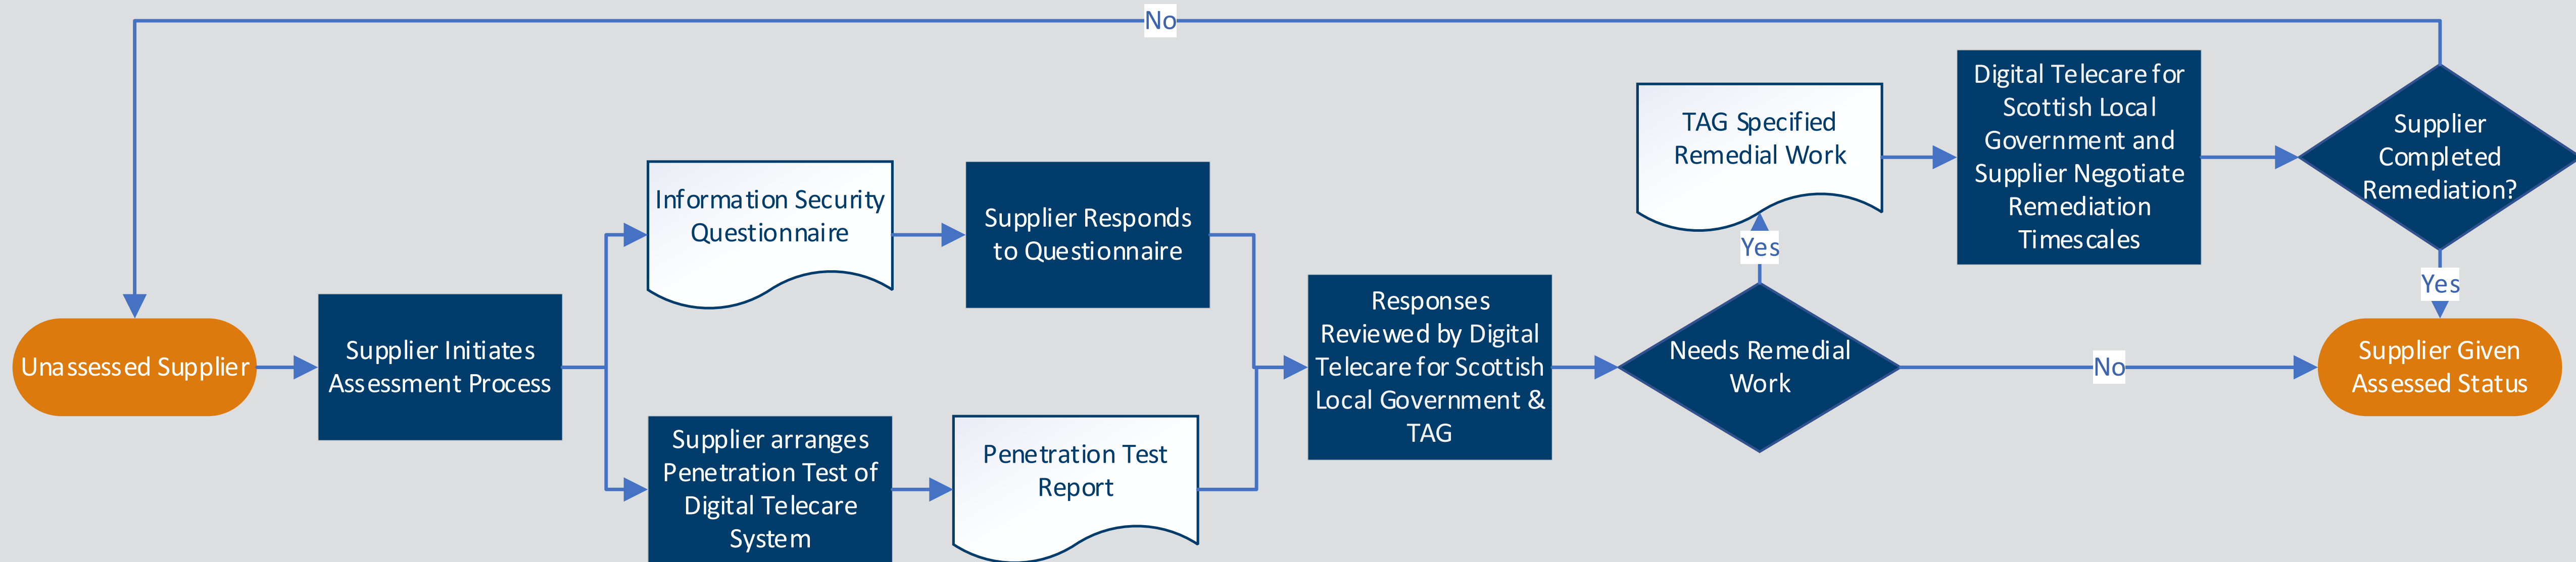 No
Unassessed Supplier
Supplier Initiates
Assessment Process
Information Security
Questionnaire
Supplier Responds
to Questionnaire
Supplier arranges
Penetration Test of
Digital Telecare
System
Penetration Test
Report
Responses
Reviewed by Digital
Telecare for Scottish
Local Government &
TAG
Needs Remedial
Work
Yes
TAG Specified
Remedial Work
Digital Telecare for
Scottish Local
Government and
Supplier Negotiate
Remediation
Timescales
Supplier
Completed
Remediation?
Yes
No
Supplier Given
Assessed Status